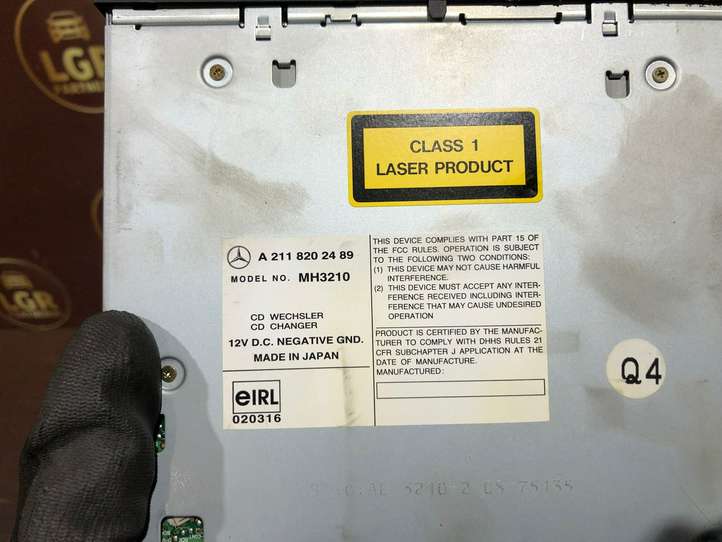 LGR
CLASS 1
LASER PRODUCT
A 211 820 24 89
MODEL NO. MH3210
CD WECHSLER
CD CHANGER
12V D.C. NEGATIVE GND.
MADE IN JAPAN
eIRL
020316
THIS DEVICE COMPLIES WITH PART 15 OF
THE FCC RULES. OPERATION IS SUBJECT
TO THE FOLLOWING TWO CONDITIONS:
(1) THIS DEVICE MAY NOT CAUSE HARMFUL
INTERFERENCE.
(2) THIS DEVICE MUST ACCEPT ANY INTER-
FERENCE RECEIVED INCLUDING INTER-
FERENCE THAT MAY CAUSE UNDESIRED
OPERATION
PRODUCT IS CERTIFIED BY THE MANUFAC-
TURER TO COMPLY WITH DHHS RULES 21
CFR SUBCHAPTER J APPLICATION AT THE
DATE OF MANUFACTURE.
MANUFACTURED:
Q4
LGR